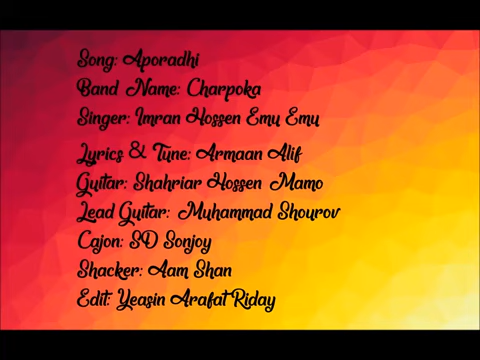 Song: Aporadhi
Band Name: Charpoka
Singer: Imran Hossen Emu Emu
Lyrics & Tune: Armaan Alif
Guitar: Shahriar Hossen Mamo
Lead Guitar: Muhammad Shourov
Cajon: SD Sonjoy
Shacker: Aam Shan
Edit: Yeasin Arafat Riday